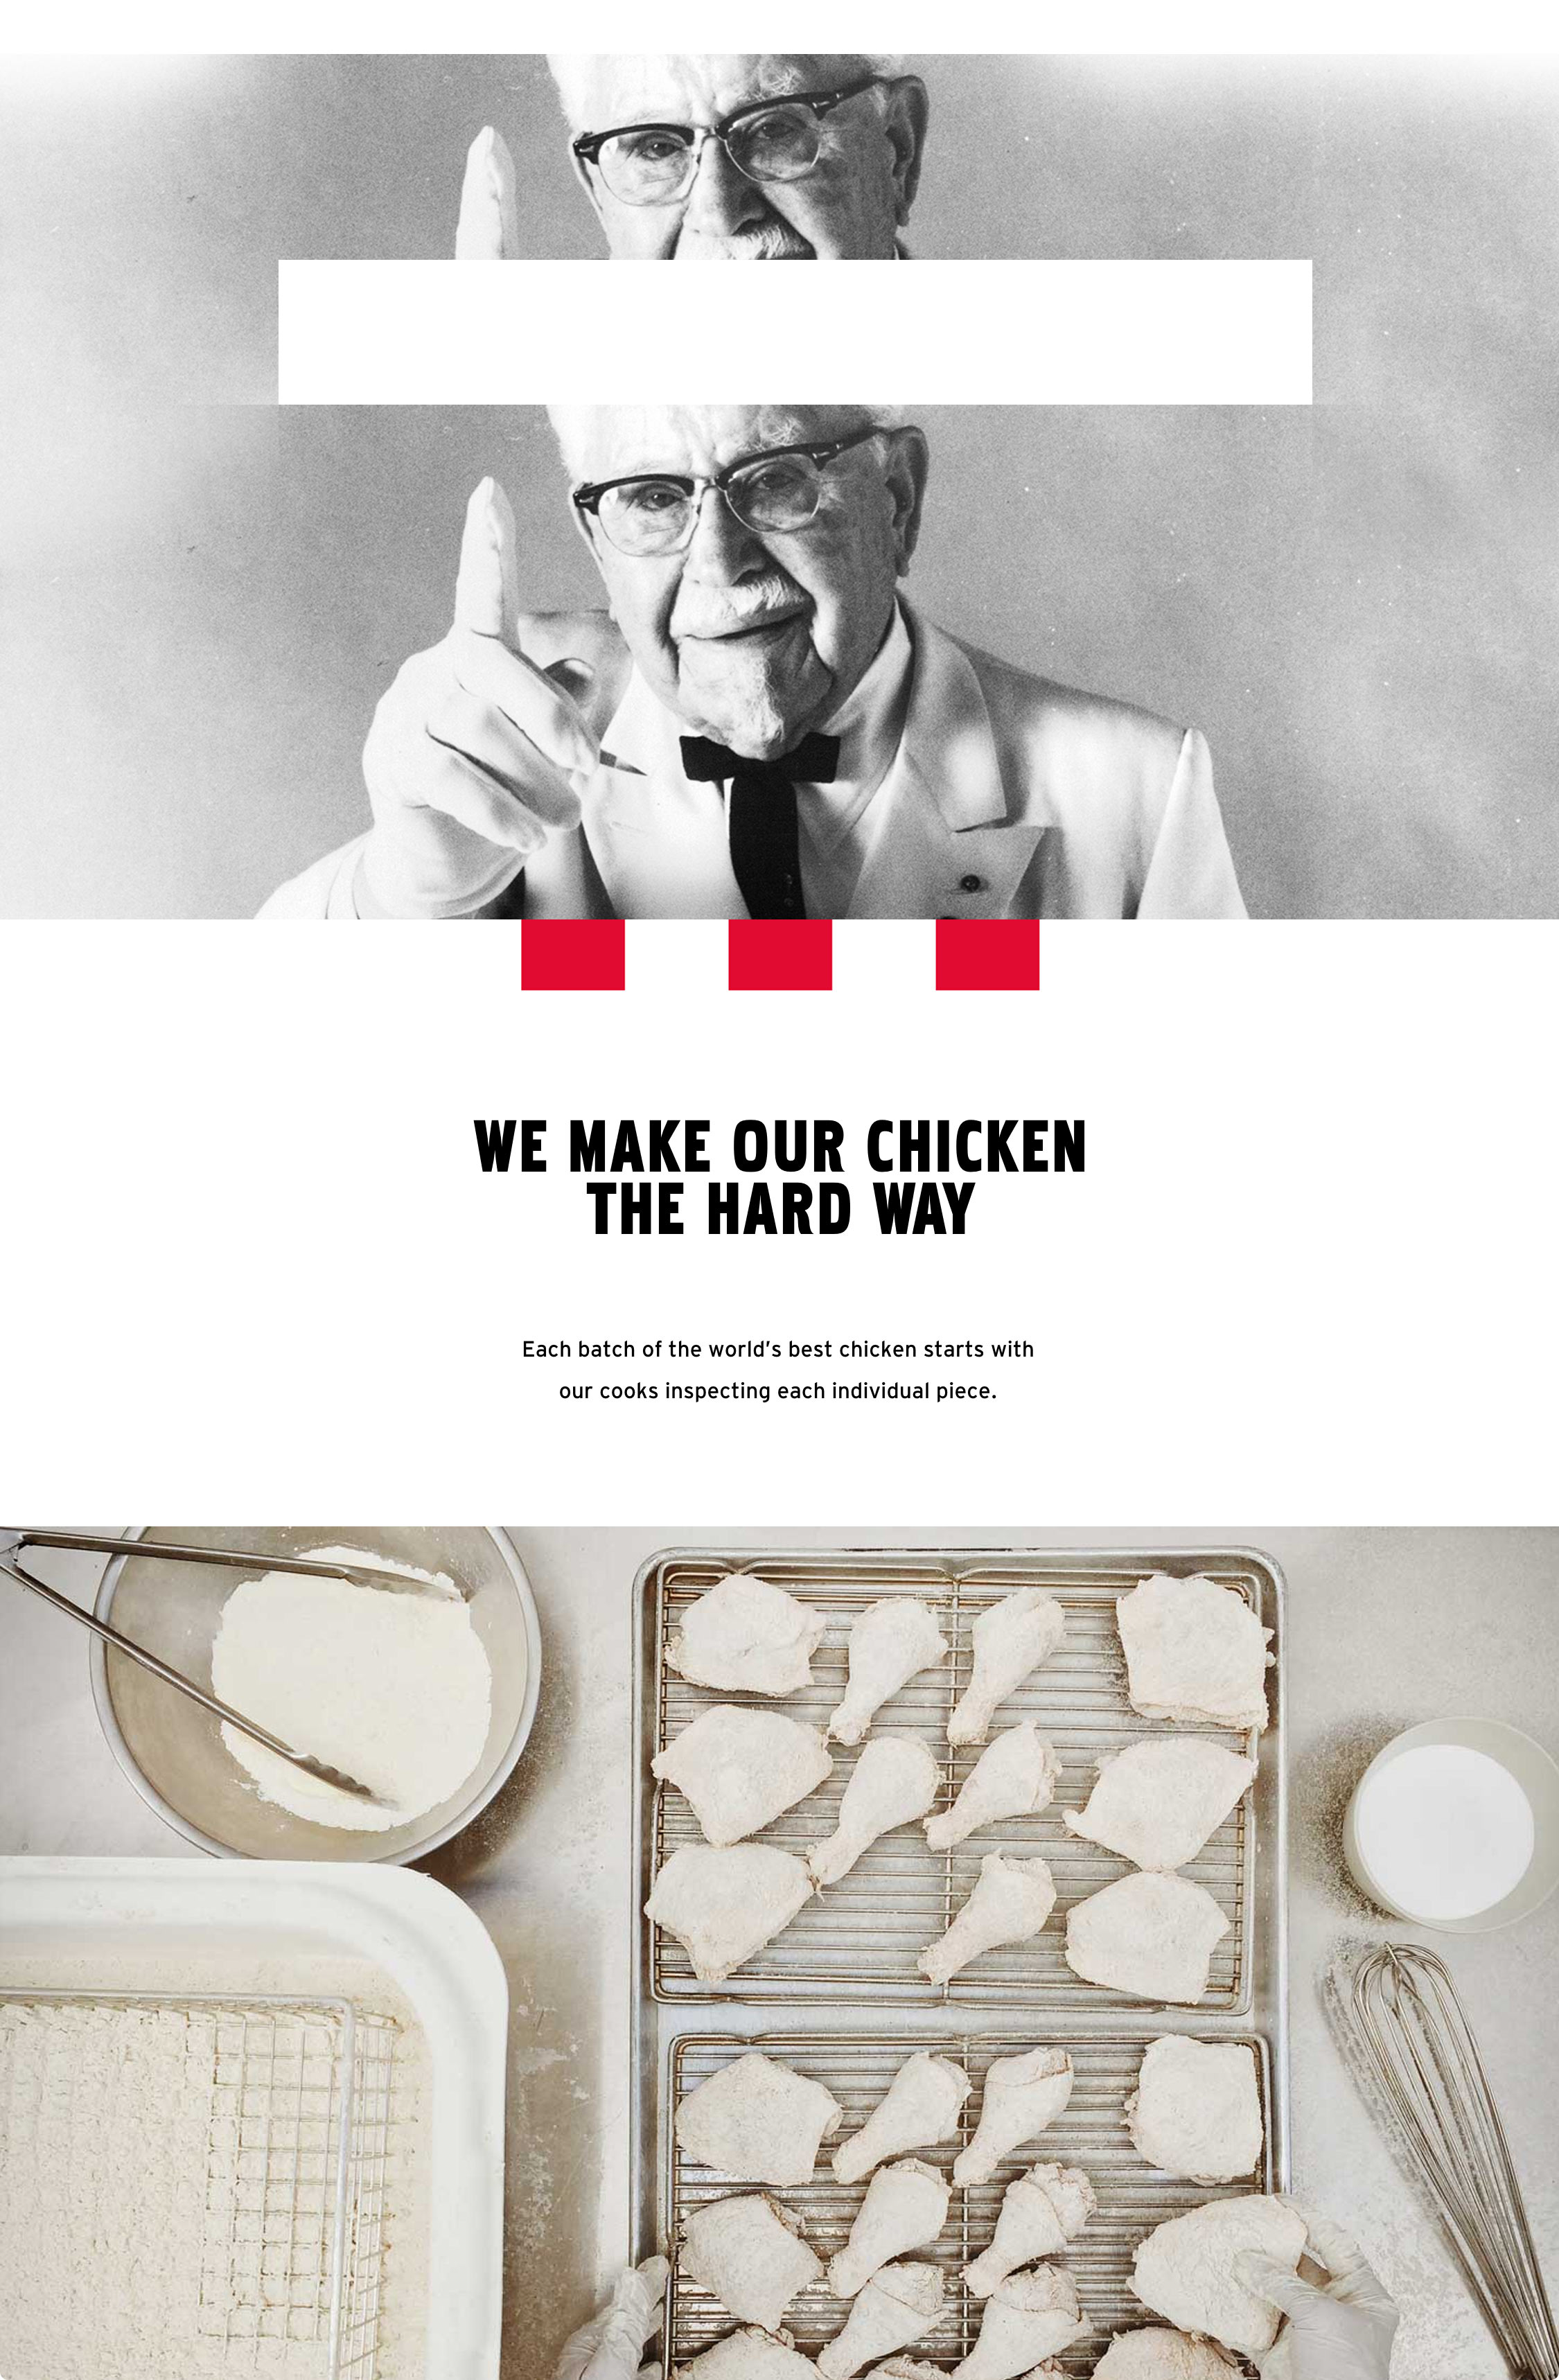 WE MAKE OUR CHICKEN
THE HARD WAY
Each batch of the world’s best chicken starts with
our cooks inspecting each individual piece.